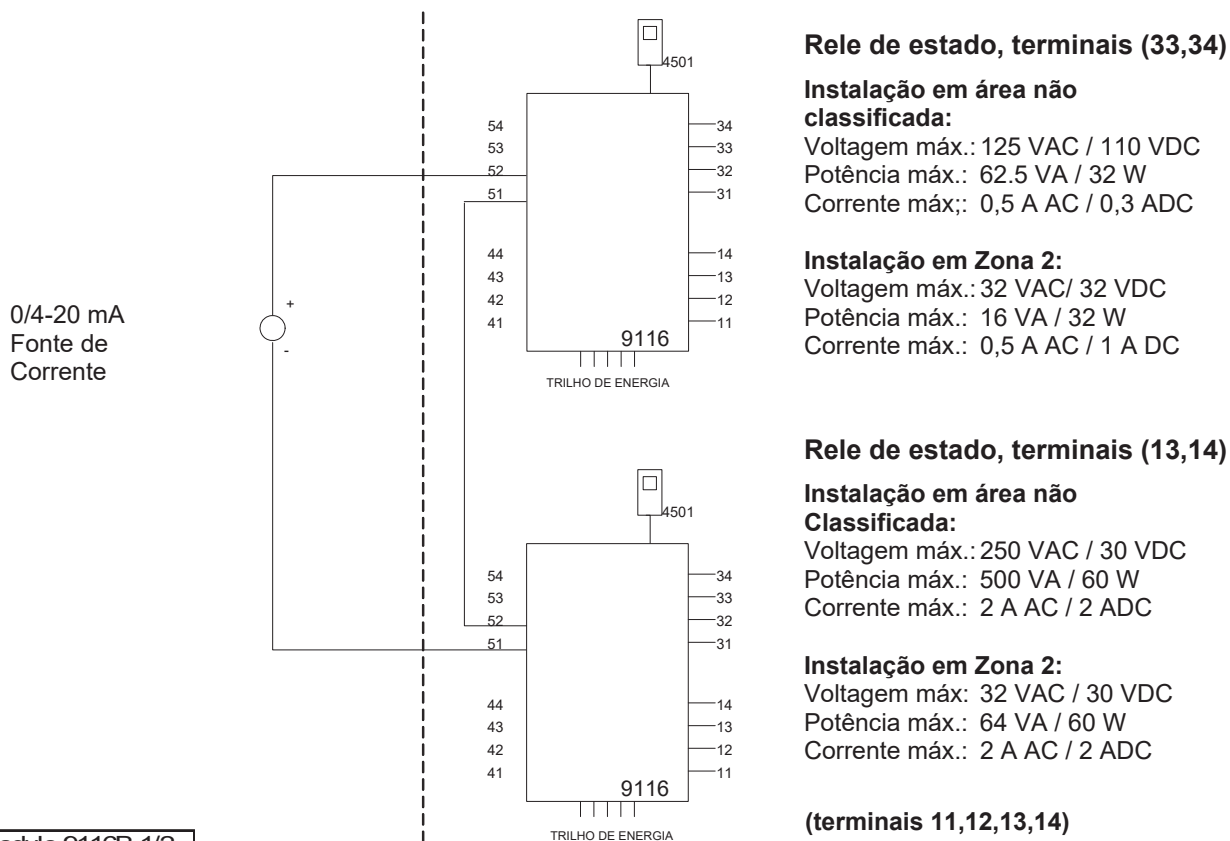 4501
54
53
52
51
44
43
42
41
34
33
32
31
14
13
12
11
9116
TRILHO DE ENERGIA
0/4-20 mA
Fonte de
Corrente
+
-
4501
54
53
52
51
44
43
42
41
34
33
32
31
14
13
12
11
9116
TRILHO DE ENERGIA
Rele de estado, terminais (33,34)
Instalação em área não
classificada:
Voltagem máx.: 125 VAC / 110 VDC
Potência máx.: 62.5 VA / 32 W
Corrente máx;: 0,5 A AC / 0,3 ADC
Instalação em Zona 2:
Voltagem máx.: 32 VAC/ 32 VDC
Potência máx.: 16 VA / 32 W
Corrente máx.: 0,5 A AC / 1 A DC
Rele de estado, terminais (13,14)
Instalação em área não
Classificada:
Voltagem máx.: 250 VAC / 30 VDC
Potência máx.: 500 VA / 60 W
Corrente máx.: 2 A AC / 2 ADC
Instalação em Zona 2:
Voltagem máx: 32 VAC / 30 VDC
Potência máx.: 64 VA / 60 W
Corrente máx.: 2 A AC / 2 ADC
(terminais 11,12,13,14)